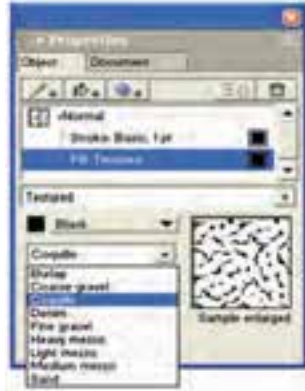 Properties
Object Document
Normal
Stroke: Basic, 1 pt
Fill: Textured
Textured
Black
Coquille
Burlap
Coarse gravel
Coquille
Denim
Fine gravel
Heavy mezzo
Light mezzo
Medium mezzo
Sand
Sample enlarged